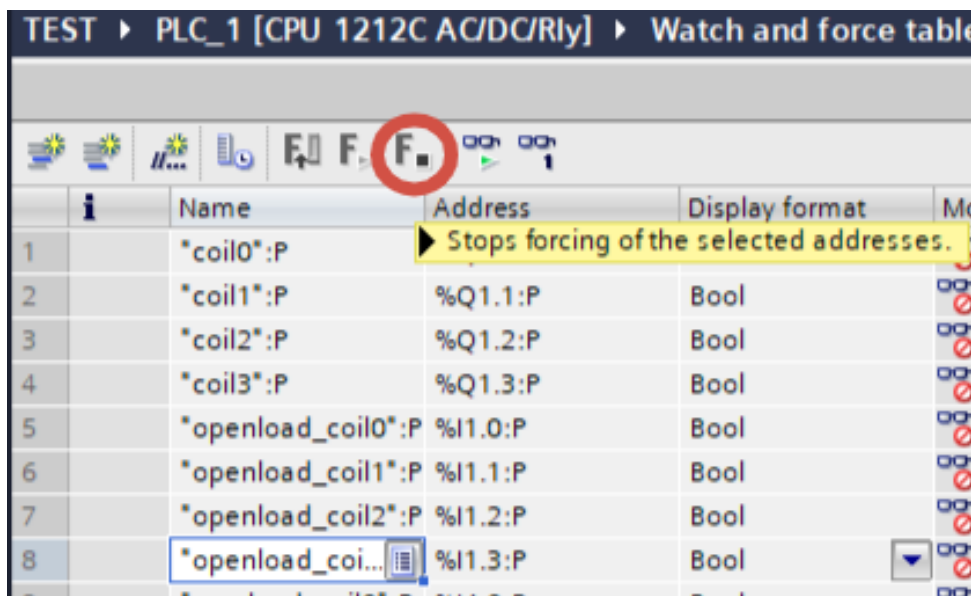 TEST ▸ PLC_1 [CPU 1212C AC/DC/Rly] ▸ Watch and force table
i Name Address Display format Mo
Stops forcing of the selected addresses.
1 "coil0":P
2 "coil1":P %Q1.1:P Bool
3 "coil2":P %Q1.2:P Bool
4 "coil3":P %Q1.3:P Bool
5 "openload_coil0":P %I1.0:P Bool
6 "openload_coil1":P %I1.1:P Bool
7 "openload_coil2":P %I1.2:P Bool
8 "openload_coi... %I1.3:P Bool